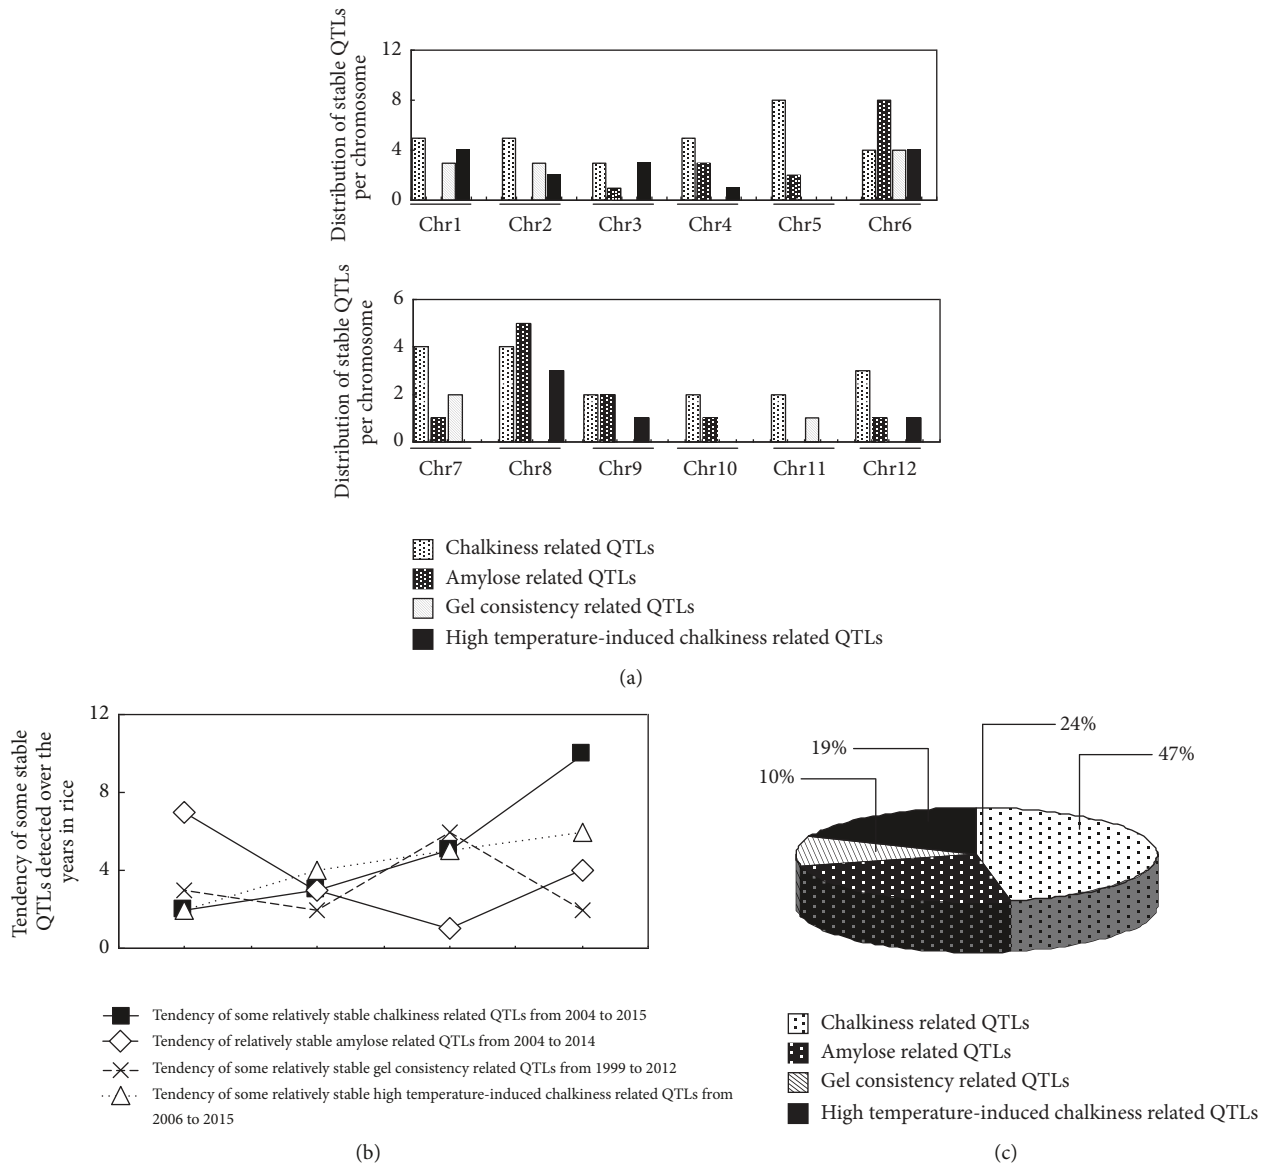 Distribution of stable QTLs
per chromosome
12
8
4
0
Chr1 Chr2 Chr3 Chr4 Chr5 Chr6
Distribution of stable QTLs
per chromosome
6
4
2
0
Chr7 Chr8 Chr9 Chr10 Chr11 Chr12
Chalkiness related QTLs
Amylose related QTLs
Gel consistency related QTLs
High temperature-induced chalkiness related QTLs
(a)
Tendency of some stable
QTLs detected over the
years in rice
12
8
4
0
Tendency of some relatively stable chalkiness related QTLs from 2004 to 2015
Tendency of relatively stable amylose related QTLs from 2004 to 2014
Tendency of some relatively stable gel consistency related QTLs from 1999 to 2012
Tendency of some relatively stable high temperature-induced chalkiness related QTLs from
2006 to 2015
(b)
24%
19%
47%
10%
Chalkiness related QTLs
Amylose related QTLs
Gel consistency related QTLs
High temperature-induced chalkiness related QTLs
(c)